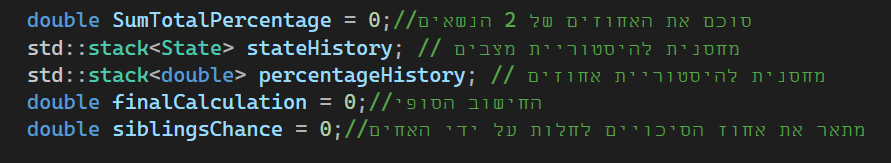 double SumTotalPercentage = 0;//סוכם את האחוזים של 2 הנשאים
std::stack<State> stateHistory; // מחסנית להיסטוריית מצבים
std::stack<double> percentageHistory; // מחסנית להיסטוריית אחוזים
double finalCalculation = 0;//החישוב הסופי
double siblingsChance = 0;//מתאר את אחוז הסיכויים לחלות על ידי האחים